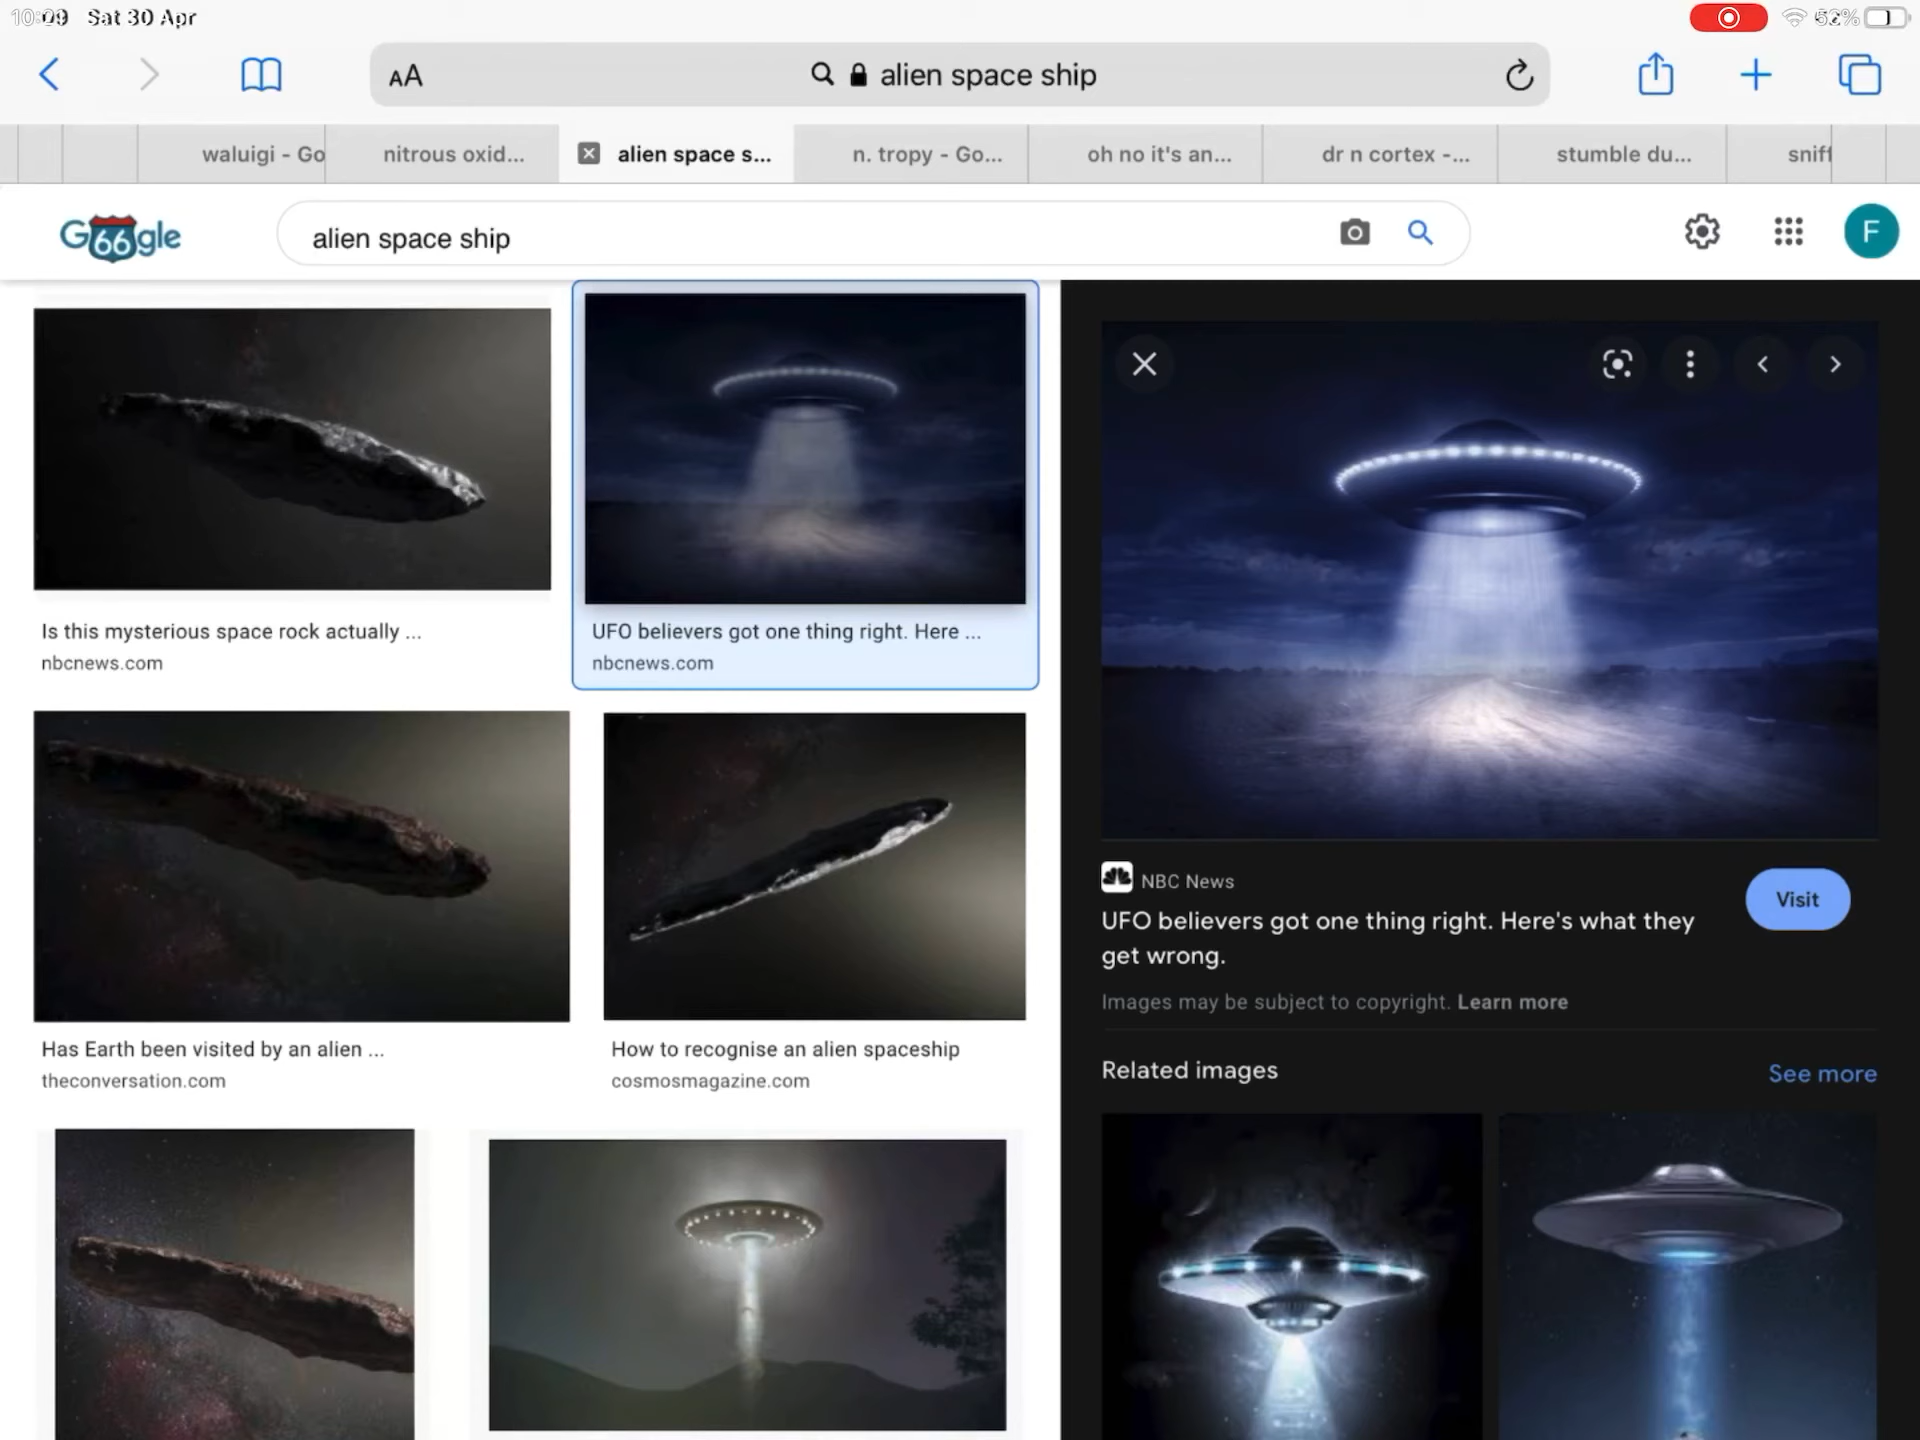 Sat 30 Apr
AA
alien space ship
waluigi - Go
nitrous oxid...
alien space s...
n. tropy - Go...
oh no it's an...
dr n cortex -...
stumble du...
sniff
G66gle
alien space ship
F
Is this mysterious space rock actually ...
nbcnews.com
UFO believers got one thing right. Here ...
nbcnews.com
Has Earth been visited by an alien ...
theconversation.com
How to recognise an alien spaceship
cosmosmagazine.com
NBC News
UFO believers got one thing right. Here's what they
get wrong.
Visit
Images may be subject to copyright. Learn more
Related images
See more